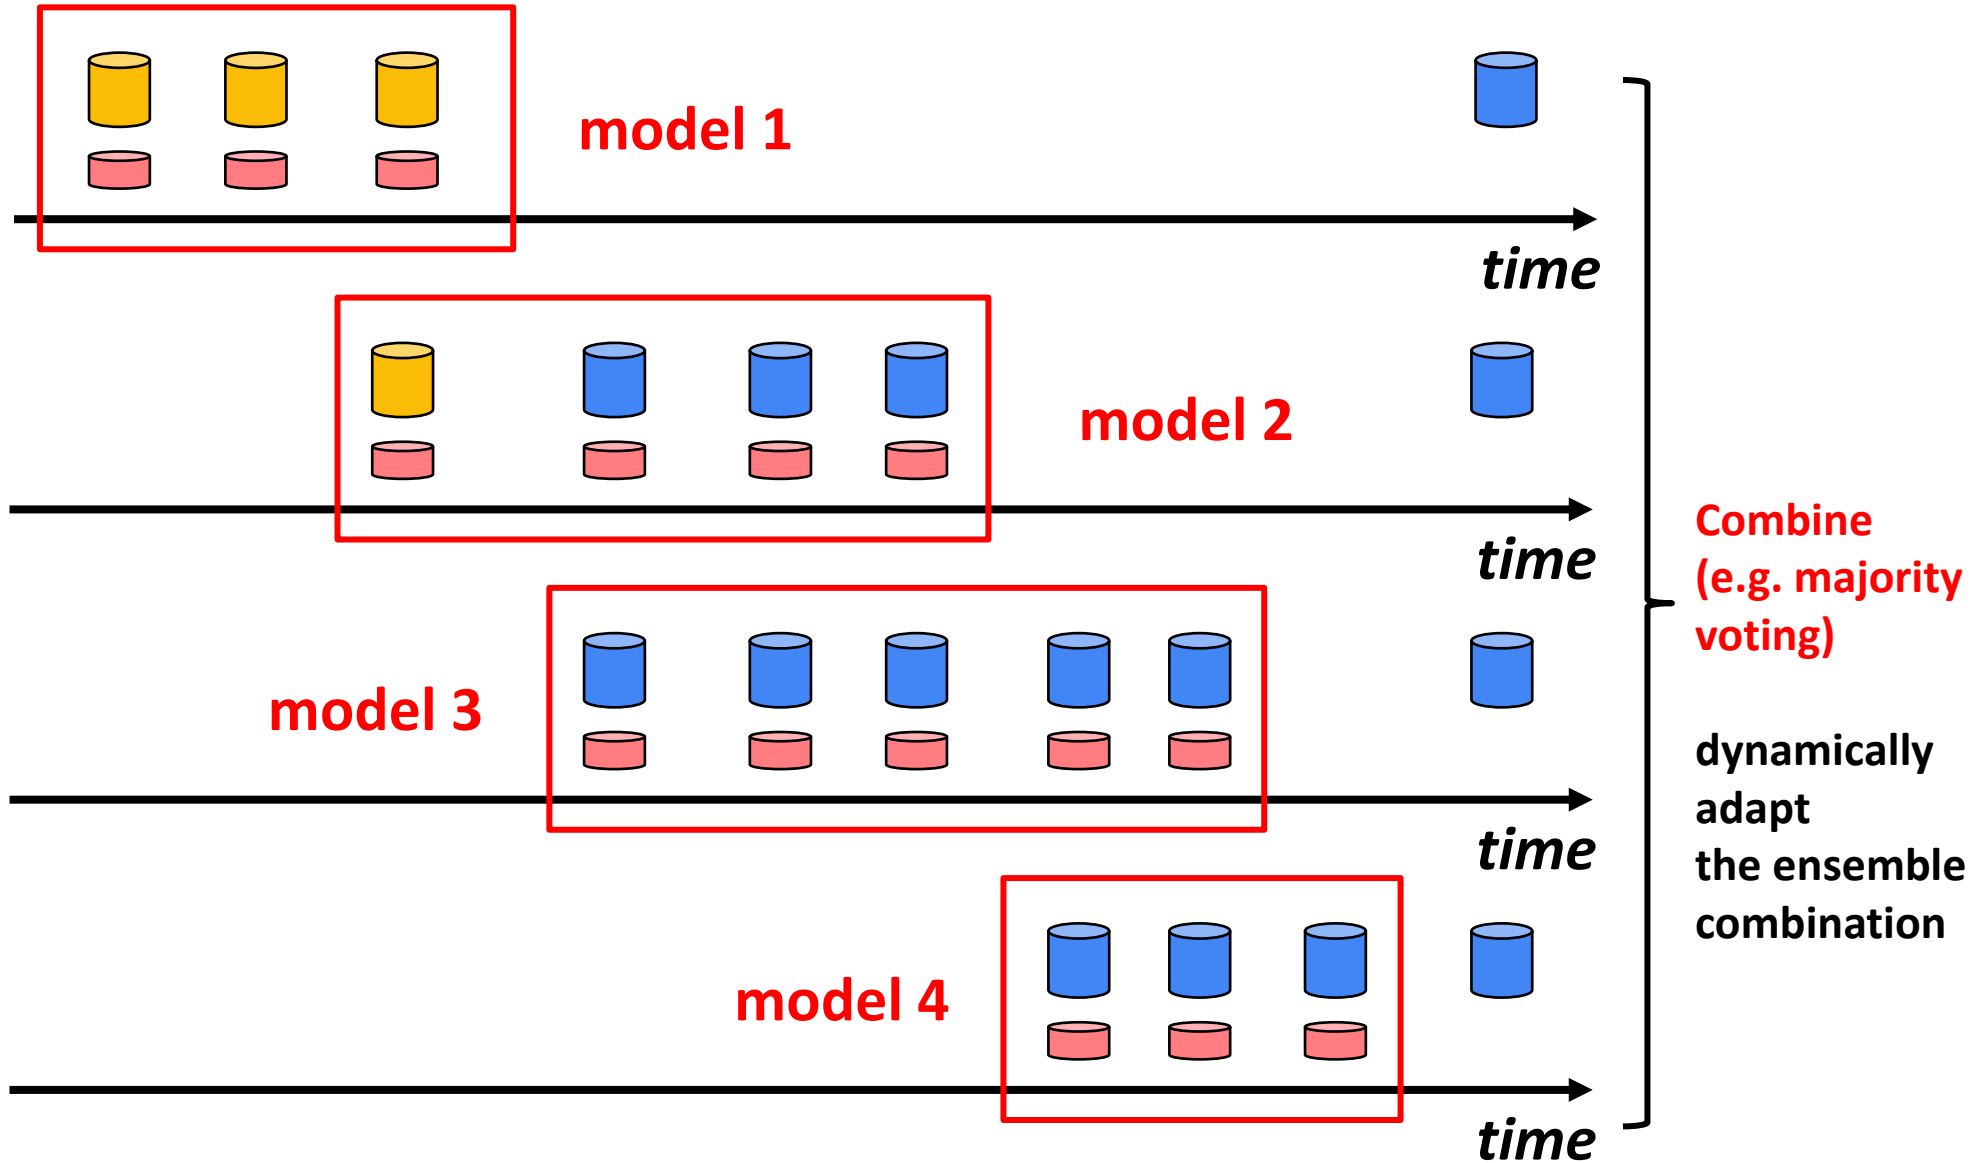 model 1
time
model 2
time
model 3
time
model 4
time
Combine
(e.g. majority
voting)
dynamically
adapt
the ensemble
combination